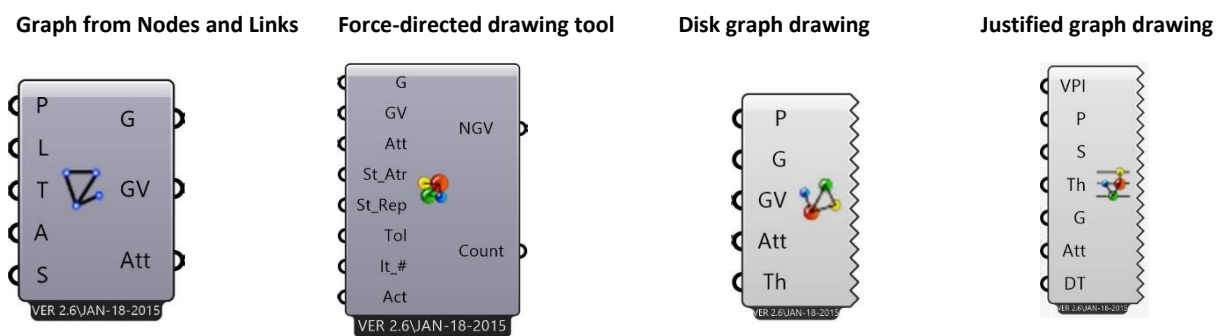 Graph from Nodes and Links
Force-directed drawing tool
Disk graph drawing
Justified graph drawing
P
L
T
A
S
G
GV
Att
VER 2.6\JAN-18-2015
G
GV
Att
St_Atr
St_Rep
Tol
It_#
Act
NGV
Count
VER 2.6\JAN-18-2015
P
G
GV
Att
Th
VER 2.6\JAN-18-2015
VPI
P
S
Th
G
Att
DT
VER 2.6\JAN-18-2015